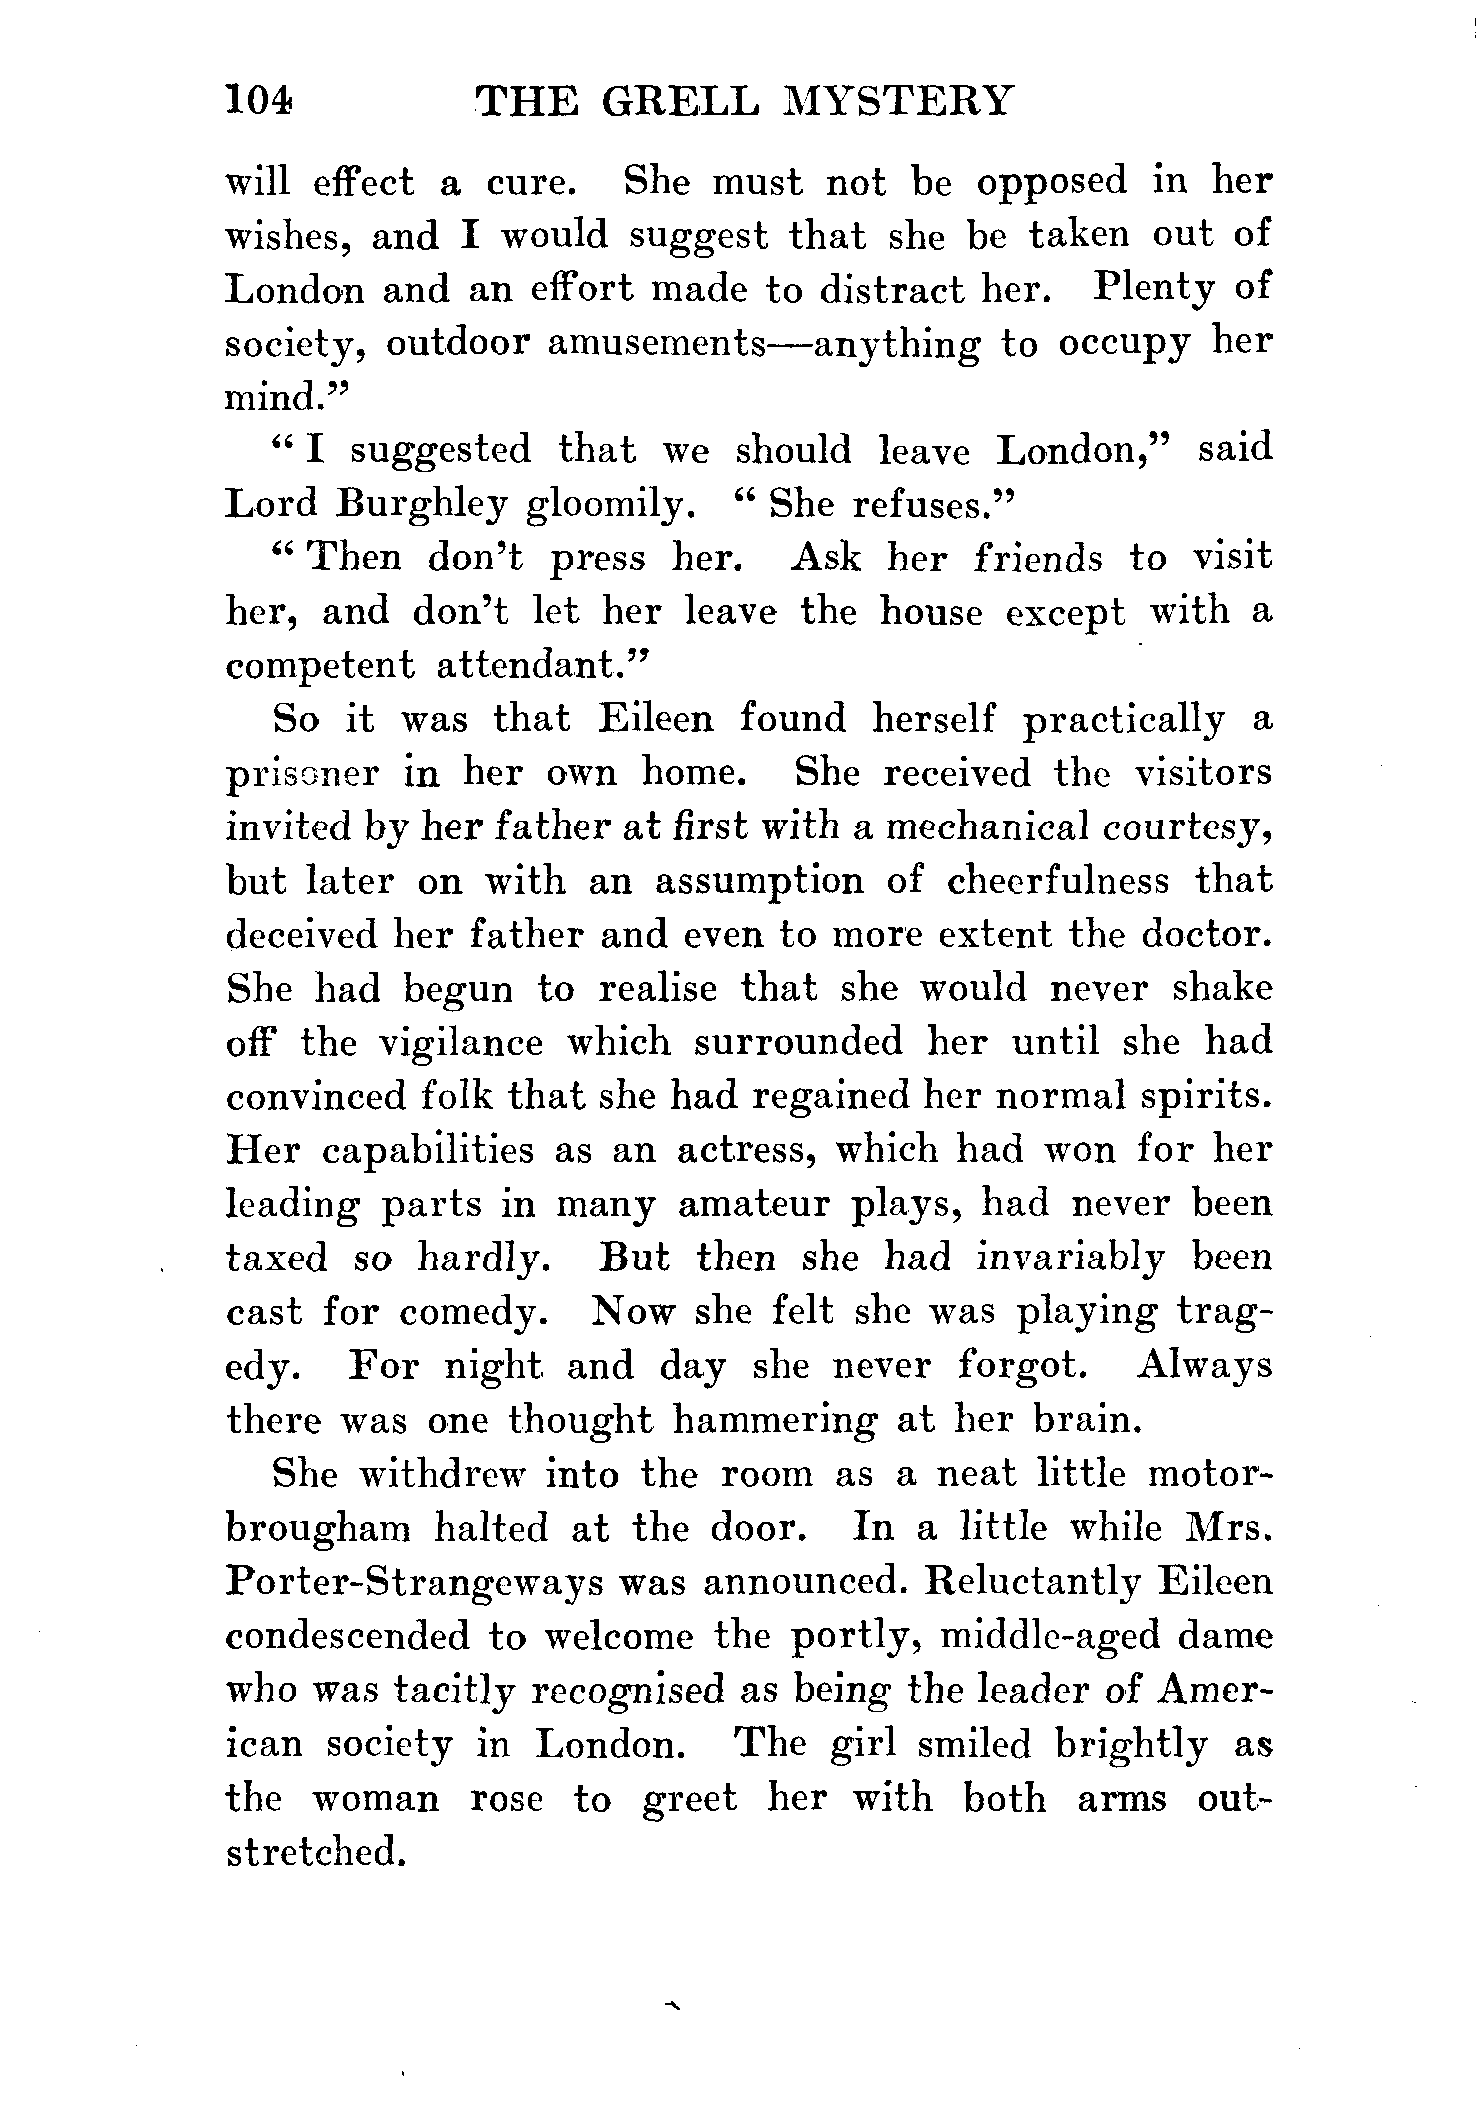 104 THE GRELL MYSTERY
will effect a cure. She must not be opposed in her
wishes, and I would suggest that she be taken out of
London and an effort made to distract her. Plenty of
society, outdoor amusements—anything to occupy her
mind.”
“ I suggested that we should leave London,” said
Lord Burghley gloomily. “ She refuses.”
“ Then don’t press her. Ask her friends to visit
her, and don’t let her leave the house except with a
competent attendant.”
So it was that Eileen found herself practically a
prisoner in her own home. She received the visitors
invited by her father at first with a mechanical courtesy,
but later on with an assumption of cheerfulness that
deceived her father and even to more extent the doctor.
She had begun to realise that she would never shake
off the vigilance which surrounded her until she had
convinced folk that she had regained her normal spirits.
Her capabilities as an actress, which had won for her
leading parts in many amateur plays, had never been
taxed so hardly. But then she had invariably been
cast for comedy. Now she felt she was playing trag-
edy. For night and day she never forgot. Always
there was one thought hammering at her brain.
She withdrew into the room as a neat little motor-
brougham halted at the door. In a little while Mrs.
Porter-Strangeways was announced. Reluctantly Eileen
condescended to welcome the portly, middle-aged dame
who was tacitly recognised as being the leader of Amer-
ican society in London. The girl smiled brightly as
the woman rose to greet her with both arms out-
stretched.